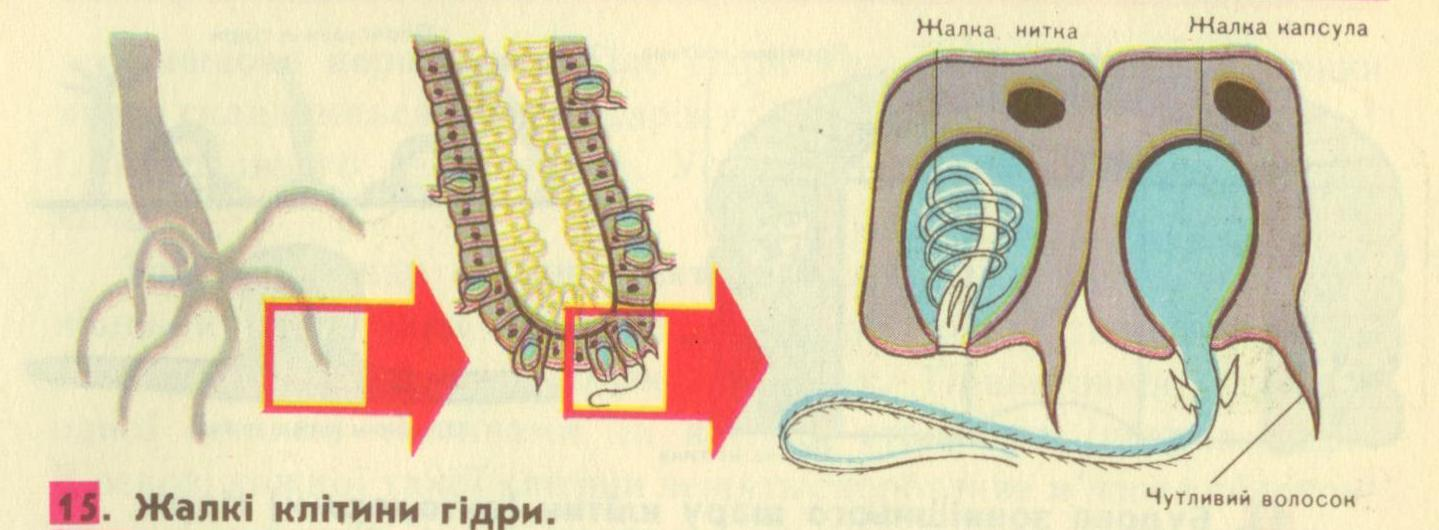 Жалка нитка
Жалка капсула
Чутливий волосок
15. Жалкі клітини гідри.